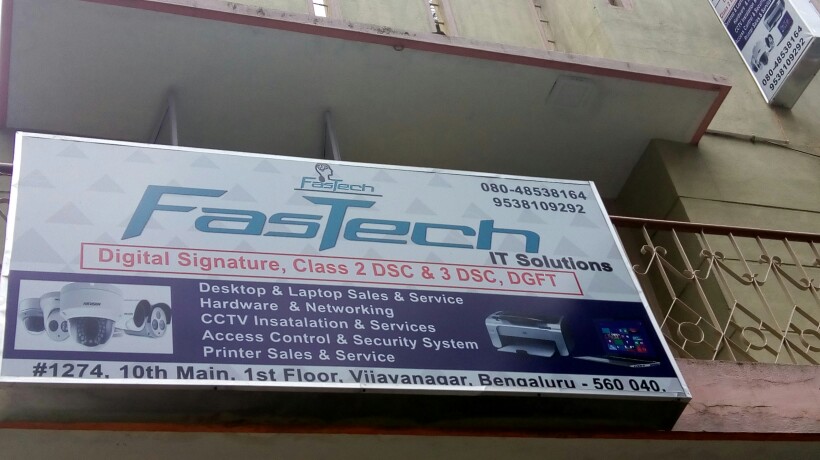 FasTech
080-48538164
9538109292
FasTech
IT Solutions
Digital Signature, Class 2 DSC & 3 DSC, DGFT
Desktop & Laptop Sales & Service
Hardware & Networking
CCTV Insatalation & Services
Access Control & Security System
Printer Sales & Service
#1274, 10th Main, 1st Floor, Vijayanagar, Bengaluru - 560 040.
080-48538164
9538109292